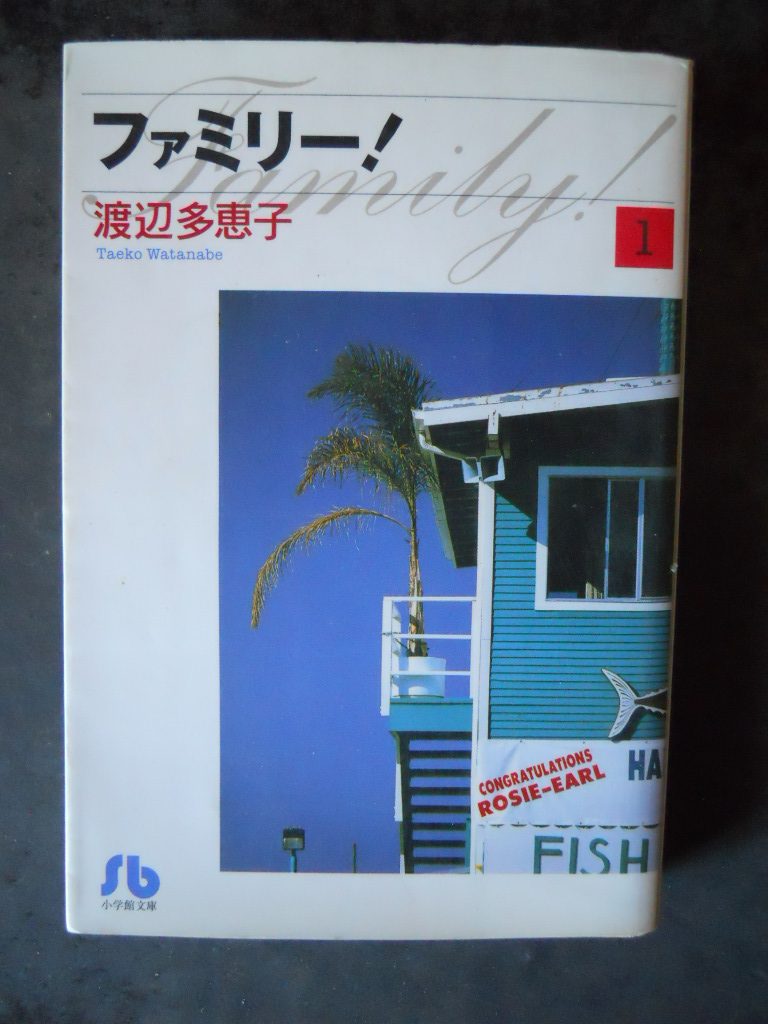 Family!
ファミリー!
渡辺多恵子
Taeko Watanabe
1
CONGRATULATIONS
ROSIE-EARL
HA
FISH
sb
小学館文庫